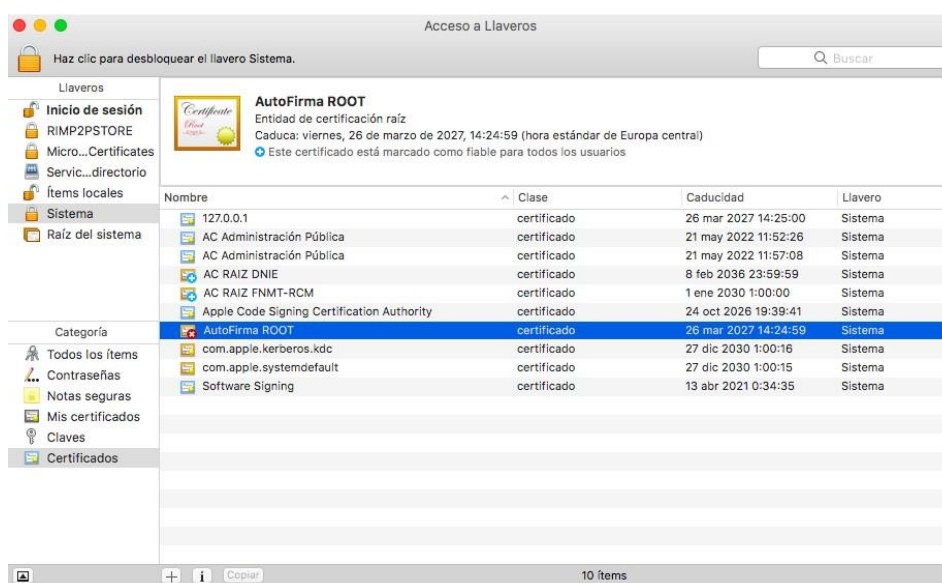 Acceso a Llaveros
Haz clic para desbloquear el llavero Sistema.
Buscar
Llaveros
Inicio de sesión
RIMP2PSTORE
Micro...Certificates
Servic...directorio
Ítems locales
Sistema
Raíz del sistema
Categoría
Todos los ítems
Contraseñas
Notas seguras
Mis certificados
Claves
Certificados
Certificate
Root
AutoFirma ROOT
Entidad de certificación raíz
Caduca: viernes, 26 de marzo de 2027, 14:24:59 (hora estándar de Europa central)
Este certificado está marcado como fiable para todos los usuarios
Nombre Clase Caducidad Llavero
127.0.0.1 certificado 26 mar 2027 14:25:00 Sistema
AC Administración Pública certificado 21 may 2022 11:52:26 Sistema
AC Administración Pública certificado 21 may 2022 11:57:08 Sistema
AC RAIZ DNIE certificado 8 feb 2036 23:59:59 Sistema
AC RAIZ FNMT-RCM certificado 1 ene 2030 1:00:00 Sistema
Apple Code Signing Certification Authority certificado 24 oct 2026 19:39:41 Sistema
AutoFirma ROOT certificado 26 mar 2027 14:24:59 Sistema
com.apple.kerberos.kdc certificado 27 dic 2030 1:00:16 Sistema
com.apple.systemdefault certificado 27 dic 2030 1:00:15 Sistema
Software Signing certificado 13 abr 2021 0:34:35 Sistema
Copiar
10 ítems